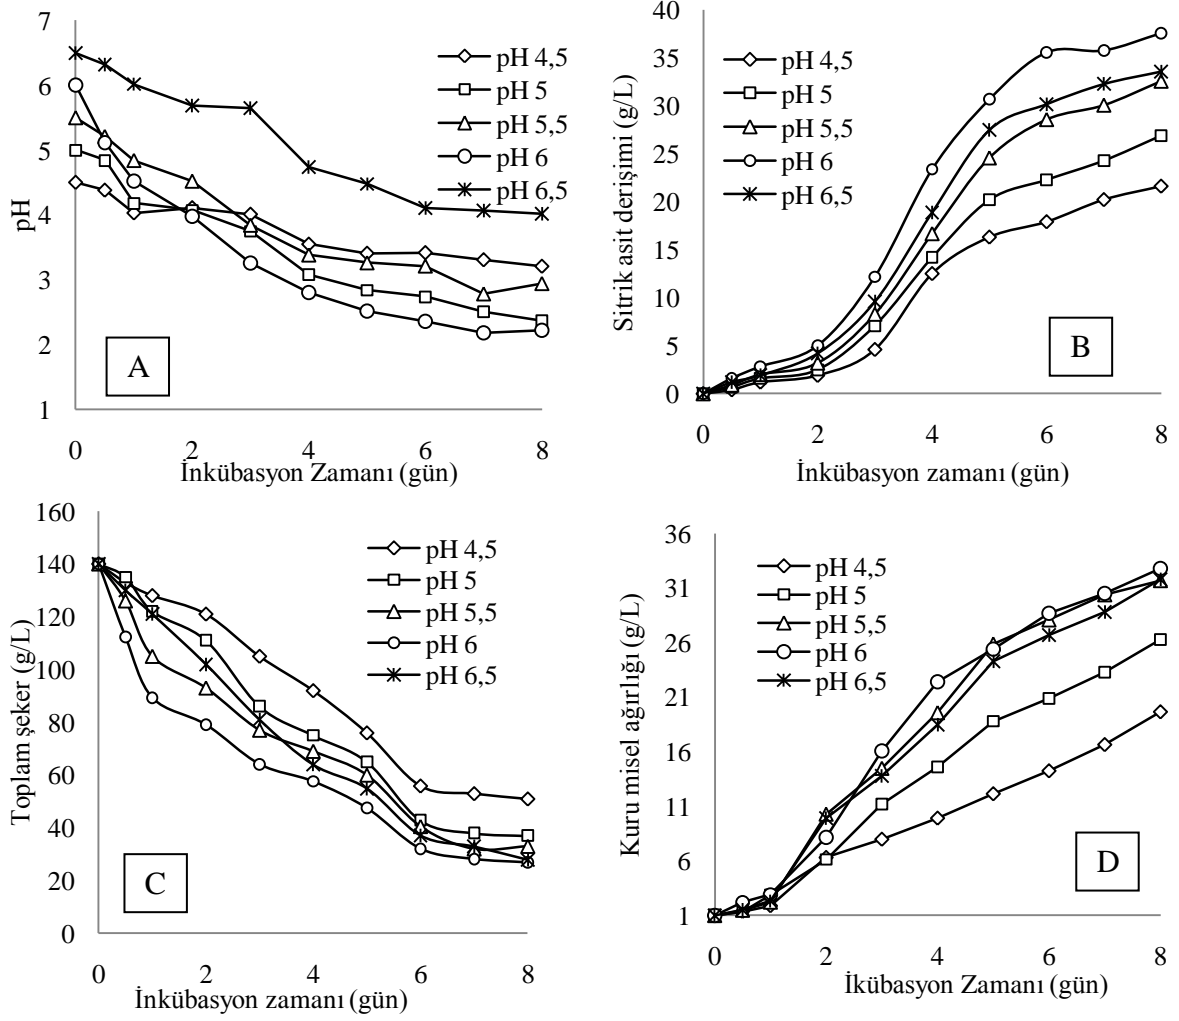 7
6
5
4
3
2
1
pH
pH 4,5
pH 5
pH 5,5
pH 6
pH 6,5
A
0 2 4 6 8
İnkübasyon Zamanı (gün)
40
35
30
25
20
15
10
5
0
Sitrik asit derişimi (g/L)
pH 4,5
pH 5
pH 5,5
pH 6
pH 6,5
B
0 2 4 6 8
İnkübasyon zamanı (gün)
160
140
120
100
80
60
40
20
0
Toplam şeker (g/L)
pH 4,5
pH 5
pH 5,5
pH 6
pH 6,5
C
0 2 4 6 8
İnkübasyon zamanı (gün)
36
31
26
21
16
11
6
1
Kuru misel ağırlığı (g/L)
pH 4,5
pH 5
pH 5,5
pH 6
pH 6,5
D
0 2 4 6 8
İkübasyon Zamanı (gün)